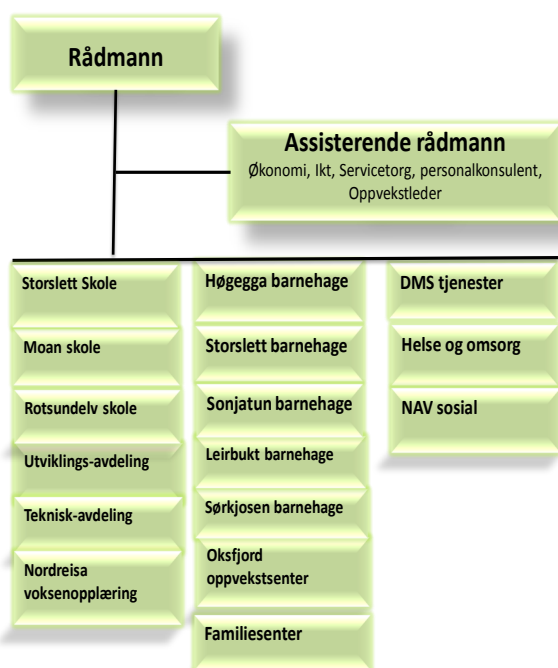 Rådmann
Assisterende rådmann
Økonomi, Ikt, Servicetorg, personalkonsulent,
Oppvekstleder
Storslett Skole
Moan skole
Rotsundelv skole
Utviklings-avdeling
Teknisk-avdeling
Nordreisa
voksenopplæring
Høgegga barnehage
Storslett barnehage
Sonjatun barnehage
Leirbukt barnehage
Sørkjosen barnehage
Oksfjord
oppvekstsenter
Familiesenter
DMS tjenester
Helse og omsorg
NAV sosial